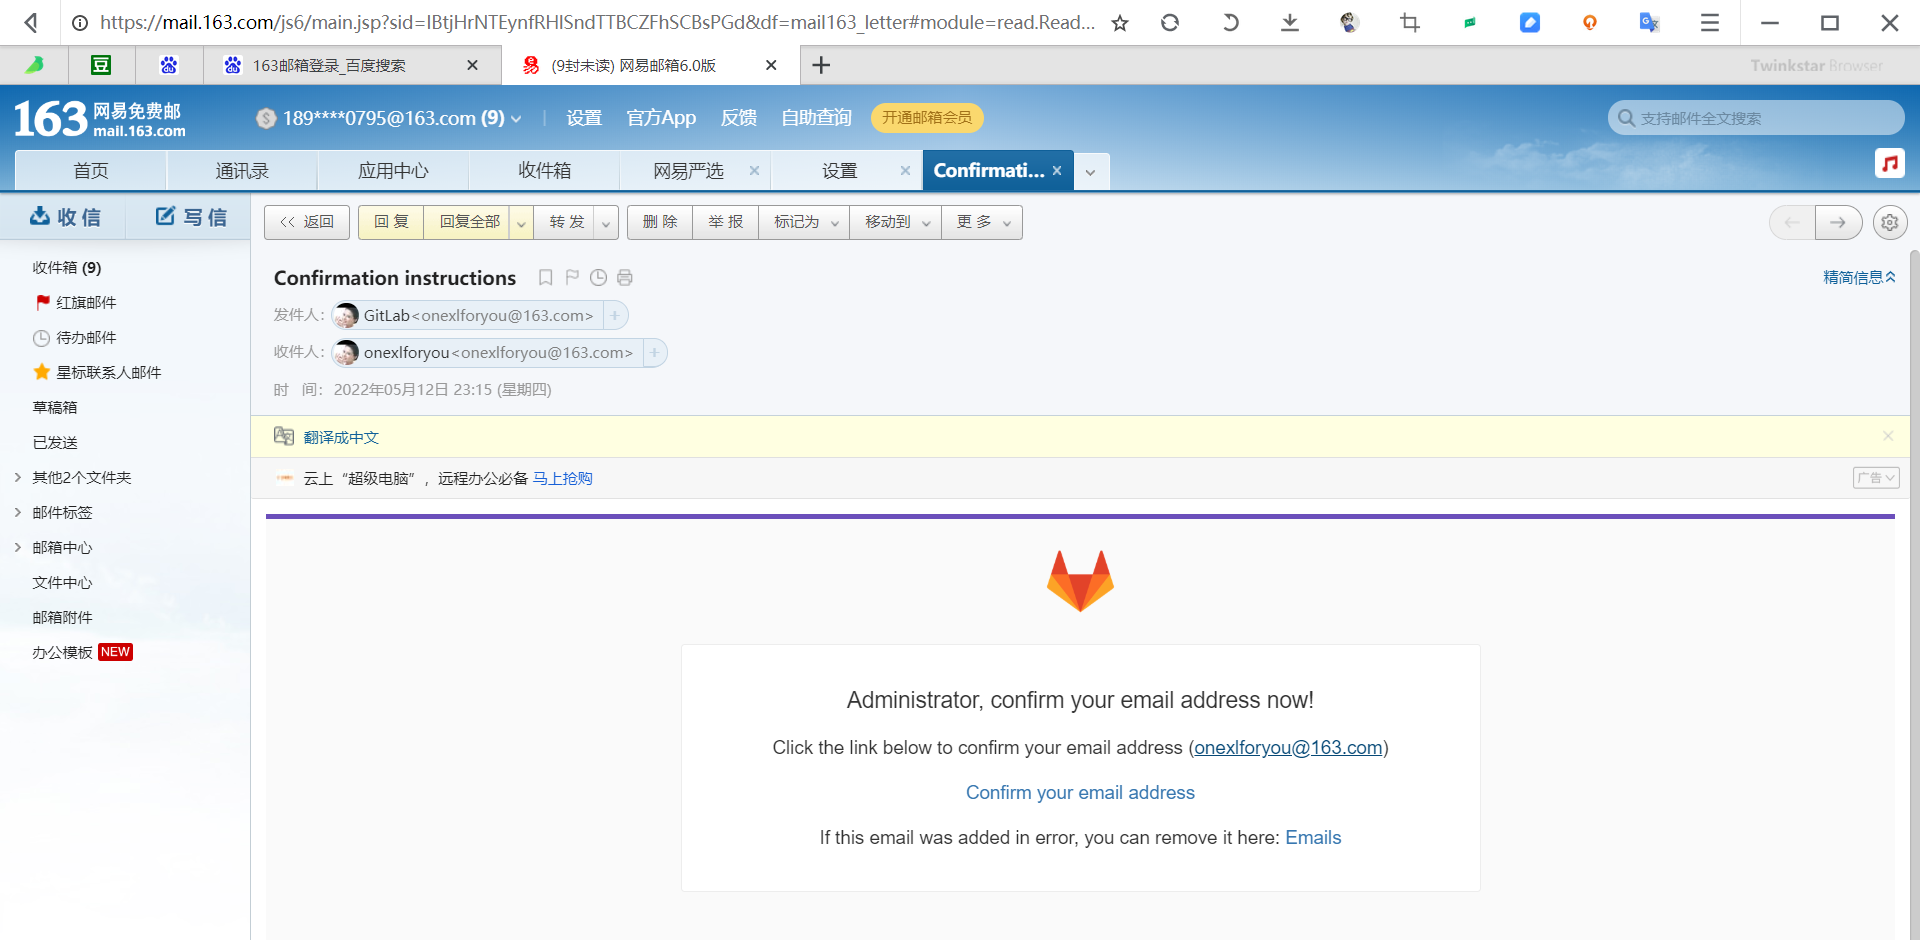 https://mail.163.com/js6/main.jsp?sid=IBtjHrNTEynfRHISndTTBCZFhSCBsPGd&df=mail163_letter#module=read.Read...
豆
163邮箱登录_百度搜索
(9封未读) 网易邮箱6.0版
Twinkstar Browser
163 网易免费邮
mail.163.com
189****0795@163.com (9)
设置
官方App
反馈
自助查询
开通邮箱会员
支持邮件全文搜索
首页
通讯录
应用中心
收件箱
网易严选
设置
Confirmati...
收 信
写 信
<< 返回
回 复
回复全部
转 发
删 除
举 报
标记为
移动到
更 多
收件箱 (9)
红旗邮件
待办邮件
星标联系人邮件
草稿箱
已发送
其他2个文件夹
邮件标签
邮箱中心
文件中心
邮箱附件
办公模板 NEW
Confirmation instructions
精简信息
发件人： GitLab<onexlforyou@163.com> +
收件人： onexlforyou<onexlforyou@163.com> +
时 间： 2022年05月12日 23:15 (星期四)
翻译成中文
云上“超级电脑”，远程办公必备 马上抢购
广告
Administrator, confirm your email address now!
Click the link below to confirm your email address (onexlforyou@163.com)
Confirm your email address
If this email was added in error, you can remove it here: Emails